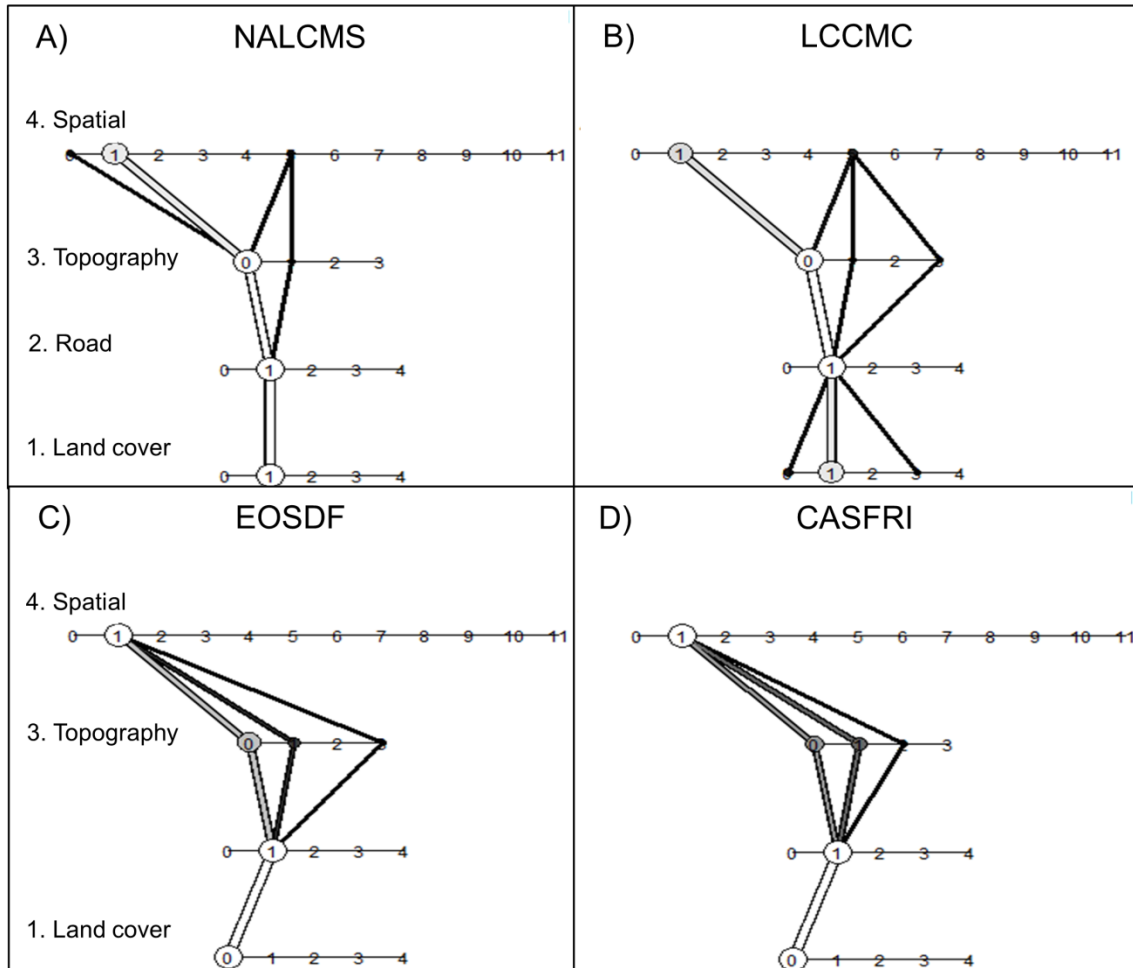 A) NALCMS
4. Spatial
1 2 3 4 6 7 8 9 10 11
3. Topography
0 2 3
2. Road
0 1 2 3 4
1. Land cover
0 1 2 3 4
B) LCCMC
0 1 2 3 4 6 7 8 9 10 11
0 2
0 1 2 3 4
1 2 3 4
C) EOSDF
4. Spatial
0 1 2 3 4 5 6 7 8 9 10 11
3. Topography
0 2
0 1 2 3 4
1. Land cover
0 1 2 3 4
D) CASFRI
0 1 2 3 4 5 6 7 8 9 10 11
0 1 2 3
0 1 2 3 4
0 1 2 3 4